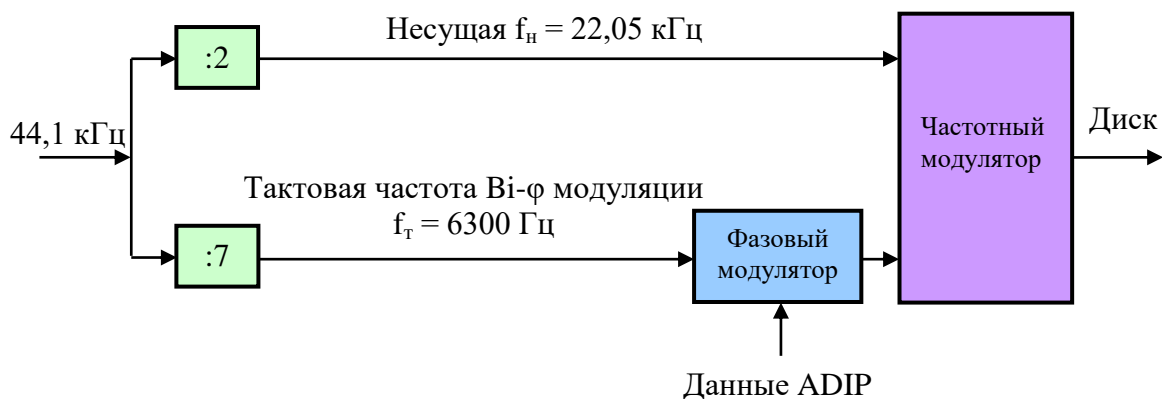 Несущая fн = 22,05 кГц
:2
44,1 кГц
Частотный
модулятор
Диск
Тактовая частота Bi-φ модуляции
fт = 6300 Гц
:7
Фазовый
модулятор
Данные ADIP